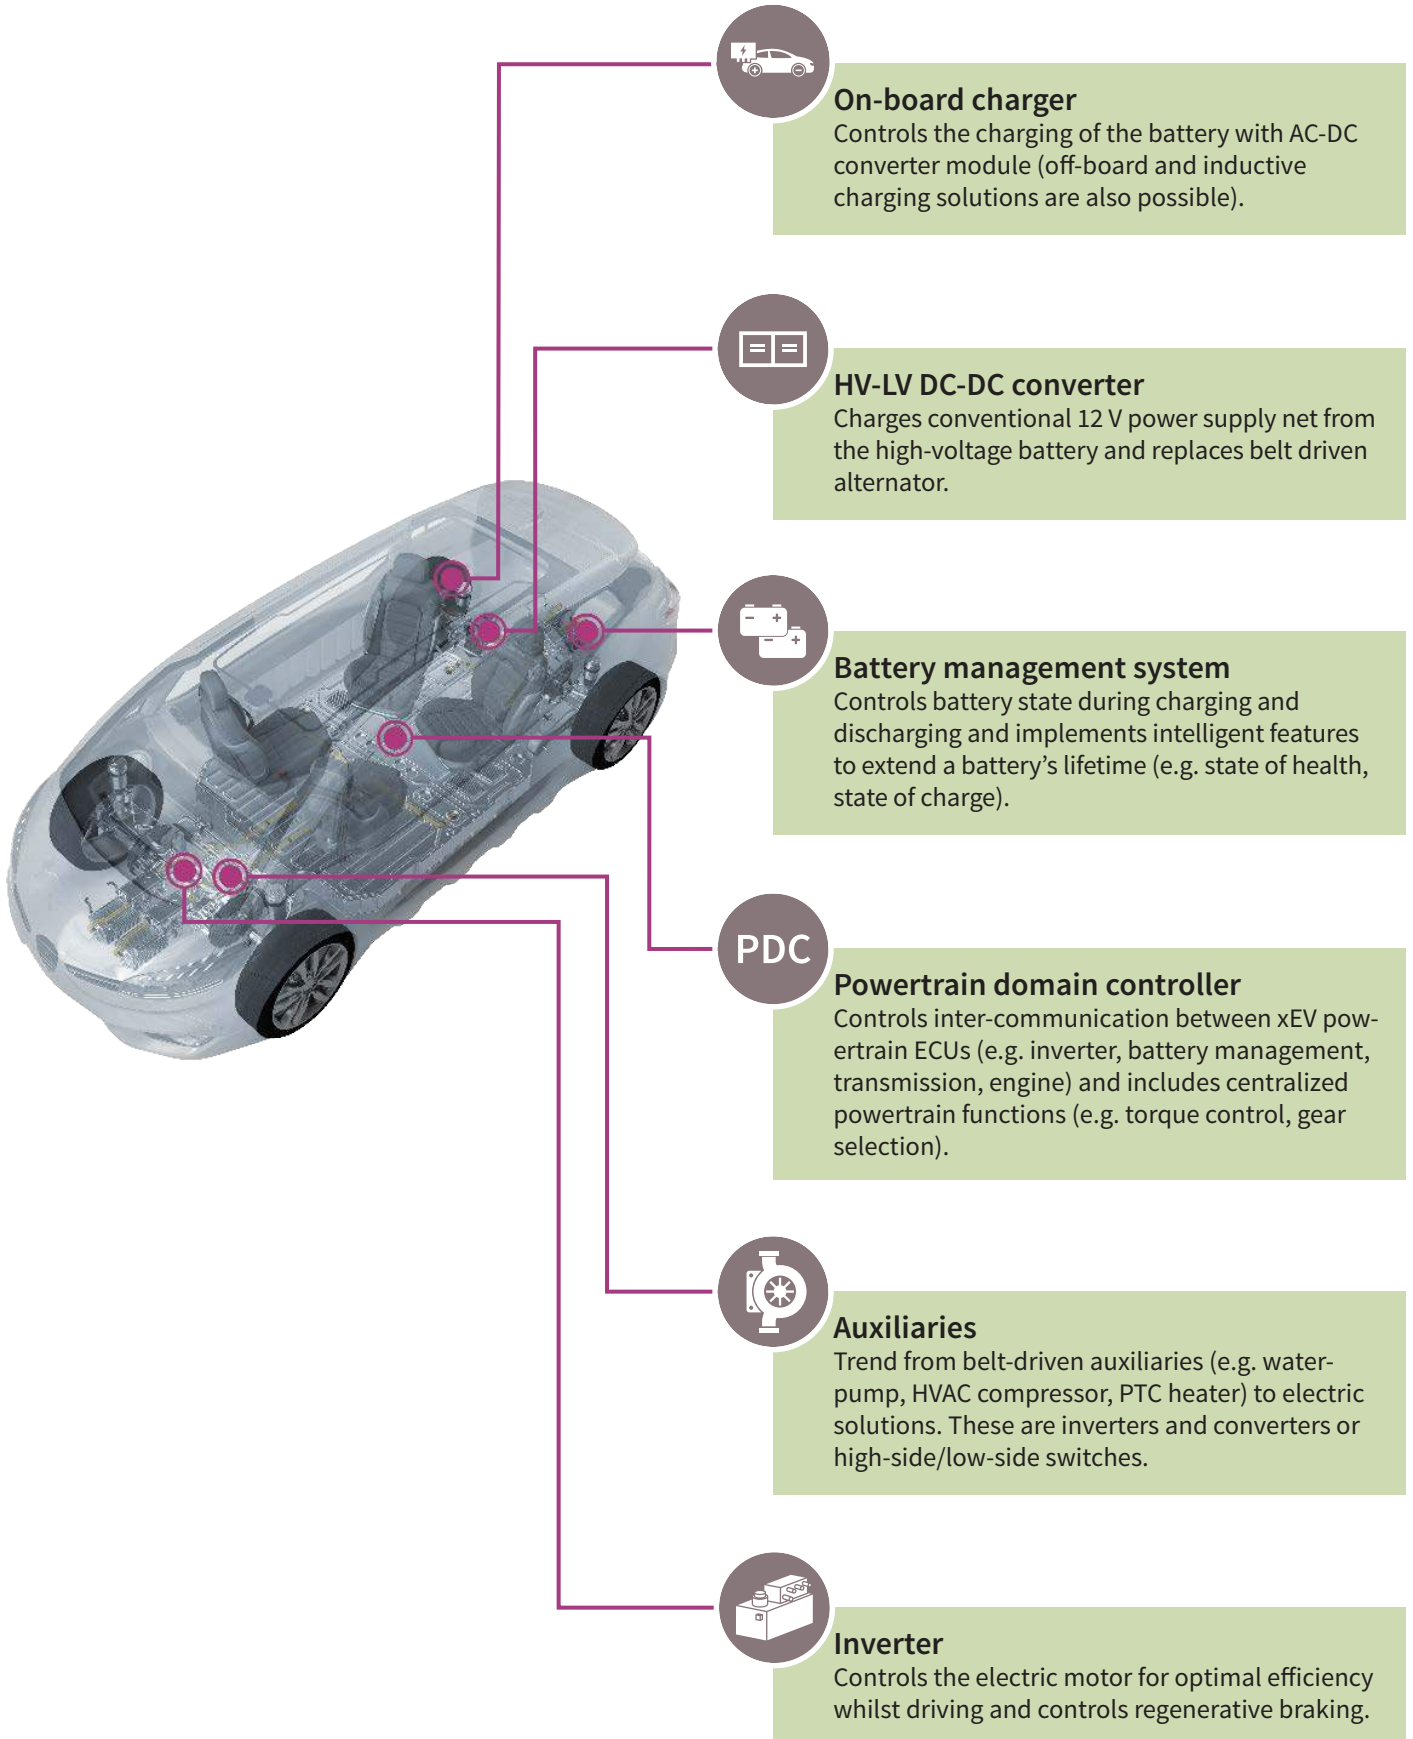 On-board charger
Controls the charging of the battery with AC-DC
converter module (off-board and inductive
charging solutions are also possible).
HV-LV DC-DC converter
Charges conventional 12 V power supply net from
the high-voltage battery and replaces belt driven
alternator.
Battery management system
Controls battery state during charging and
discharging and implements intelligent features
to extend a battery’s lifetime (e.g. state of health,
state of charge).
PDC
Powertrain domain controller
Controls inter-communication between xEV pow-
ertrain ECUs (e.g. inverter, battery management,
transmission, engine) and includes centralized
powertrain functions (e.g. torque control, gear
selection).
Auxiliaries
Trend from belt-driven auxiliaries (e.g. water-
pump, HVAC compressor, PTC heater) to electric
solutions. These are inverters and converters or
high-side/low-side switches.
Inverter
Controls the electric motor for optimal efficiency
whilst driving and controls regenerative braking.